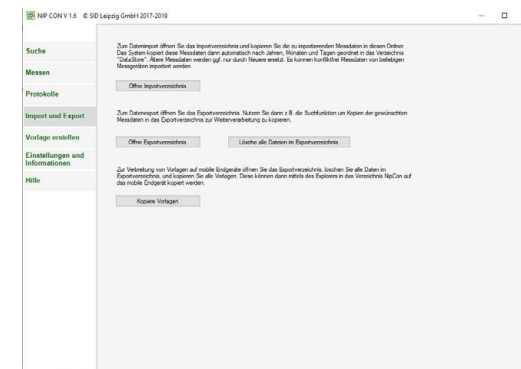 NIP CON V 1.6 © SID Leipzig GmbH 2017-2019
Suche
Messen
Protokolle
Import und Export
Vorlage erstellen
Einstellungen und
Informationen
Hilfe
Zum Datenimport öffnen Sie das Importverzeichnis und kopieren Sie die zu importierenden Messdaten in diesen Ordner.
Das System kopiert diese Messdaten dann automatisch nach Jahren, Monaten und Tagen geordnet in das Verzeichnis
"DataStore". Ältere Messdaten werden ggf. nur durch Neuere ersetzt. Es können konfliktfrei Messdaten von beliebigen
Messgeräten importiert werden.
Öffne Importverzeichnis
Zum Datenexport öffnen Sie das Exportverzeichnis. Nutzen Sie dann z.B. die Suchfunktion um Kopien der gewünschten
Messdaten in das Exportverzeichnis zur Weiterverarbeitung zu kopieren.
Öffne Exportverzeichnis
Lösche alle Dateien im Exportverzeichnis
Zur Verbreitung von Vorlagen auf mobile Endgeräte öffnen Sie das Exportverzeichnis, löschen Sie alle Daten im
Exportverzeichnis, und kopieren Sie alle Vorlagen. Diese können dann mittels des Explorers in das Verzeichnis NipCon auf
das mobile Endgerät kopiert werden.
Kopiere Vorlagen